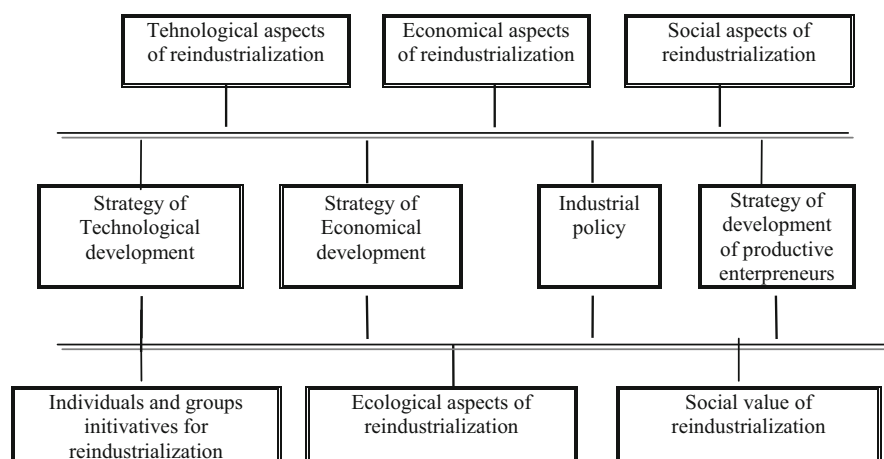 Tehnological aspects
of reindustrialization
Economical aspects
of reindustrialization
Social aspects of
reindustrialization
Strategy of
Technological
development
Strategy of
Economical
development
Industrial
policy
Strategy of
development
of productive
enterpreneurs
Individuals and groups
initivatives for
reindustrialization
Ecological aspects of
reindustrialization
Social value of
reindustrialization